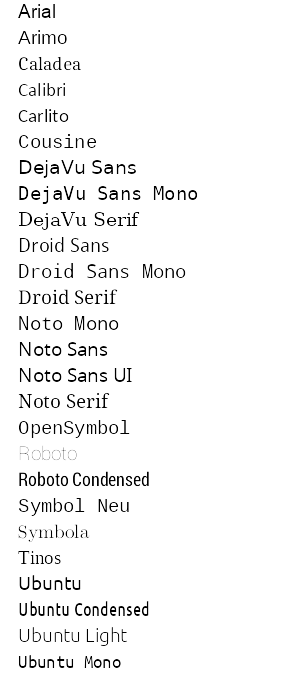 Arial
Arimo
Caladea
Calibri
Carlito
Cousine
DejaVu Sans
DejaVu Sans Mono
DejaVu Serif
Droid Sans
Droid Sans Mono
Droid Serif
Noto Mono
Noto Sans
Noto Sans UI
Noto Serif
OpenSymbol
Roboto
Roboto Condensed
Symbol Neu
Symbola
Tinos
Ubuntu
Ubuntu Condensed
Ubuntu Light
Ubuntu Mono